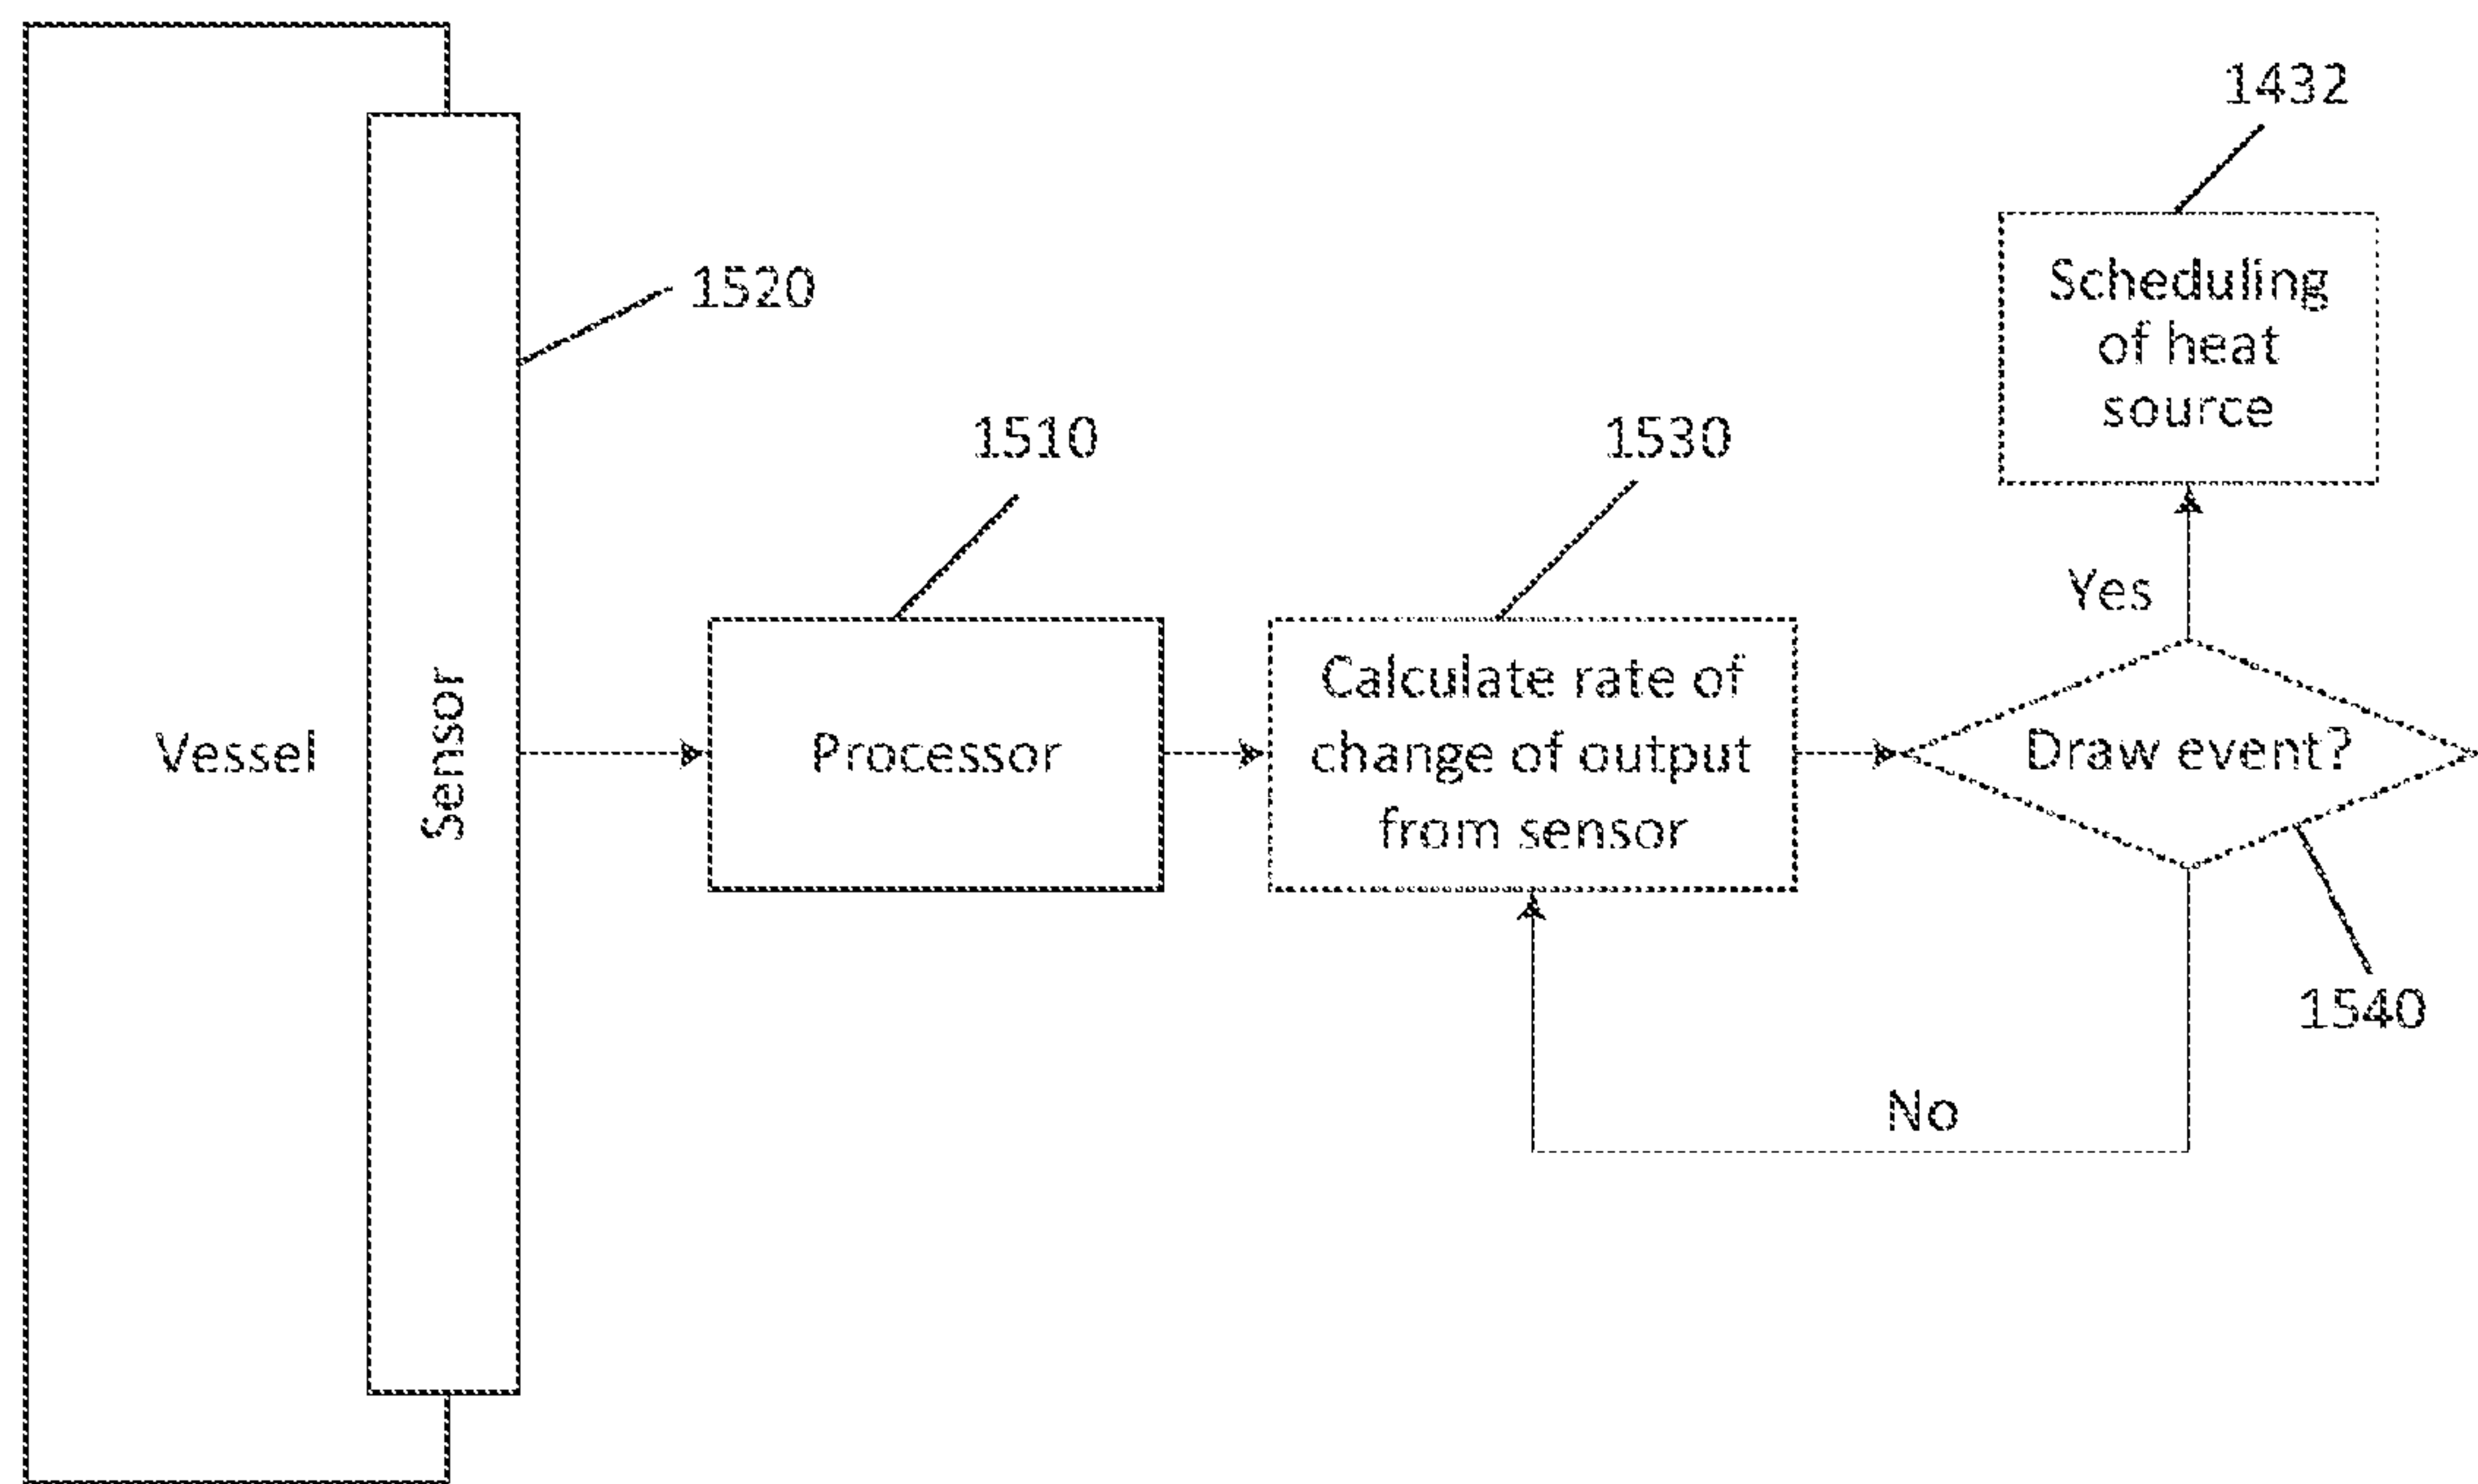 1432
Scheduling
of heat
source
1520
1510
1530
Yes
Vessel
Sensor
Processor
Calculate rate of
change of output
from sensor
Draw event?
1540
No